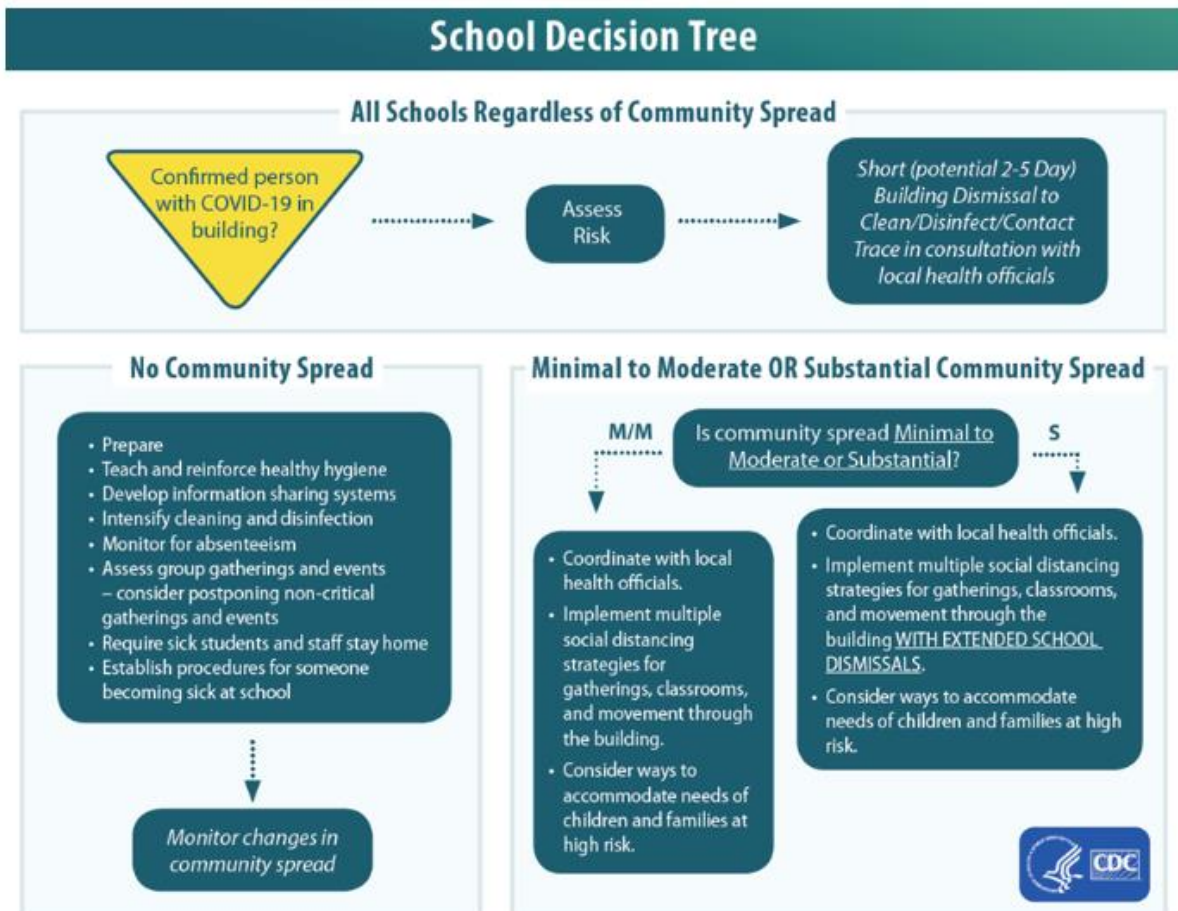 School Decision Tree
All Schools Regardless of Community Spread
Confirmed person
with COVID-19 in
building?
Assess
Risk
Short (potential 2-5 Day)
Building Dismissal to
Clean/Disinfect/Contact
Trace in consultation with
local health officials
No Community Spread
• Prepare
• Teach and reinforce healthy hygiene
• Develop information sharing systems
• Intensify cleaning and disinfection
• Monitor for absenteeism
• Assess group gatherings and events
– consider postponing non-critical
gatherings and events
• Require sick students and staff stay home
• Establish procedures for someone
becoming sick at school
Monitor changes in
community spread
Minimal to Moderate OR Substantial Community Spread
M/M
Is community spread Minimal to
Moderate or Substantial?
S
• Coordinate with local
health officials.
• Implement multiple
social distancing
strategies for
gatherings, classrooms,
and movement through
the building.
• Consider ways to
accommodate needs of
children and families at
high risk.
• Coordinate with local health officials.
• Implement multiple social distancing
strategies for gatherings, classrooms,
and movement through the
building WITH EXTENDED SCHOOL
DISMISSALS.
• Consider ways to accommodate
needs of children and families at high
risk.
CDC